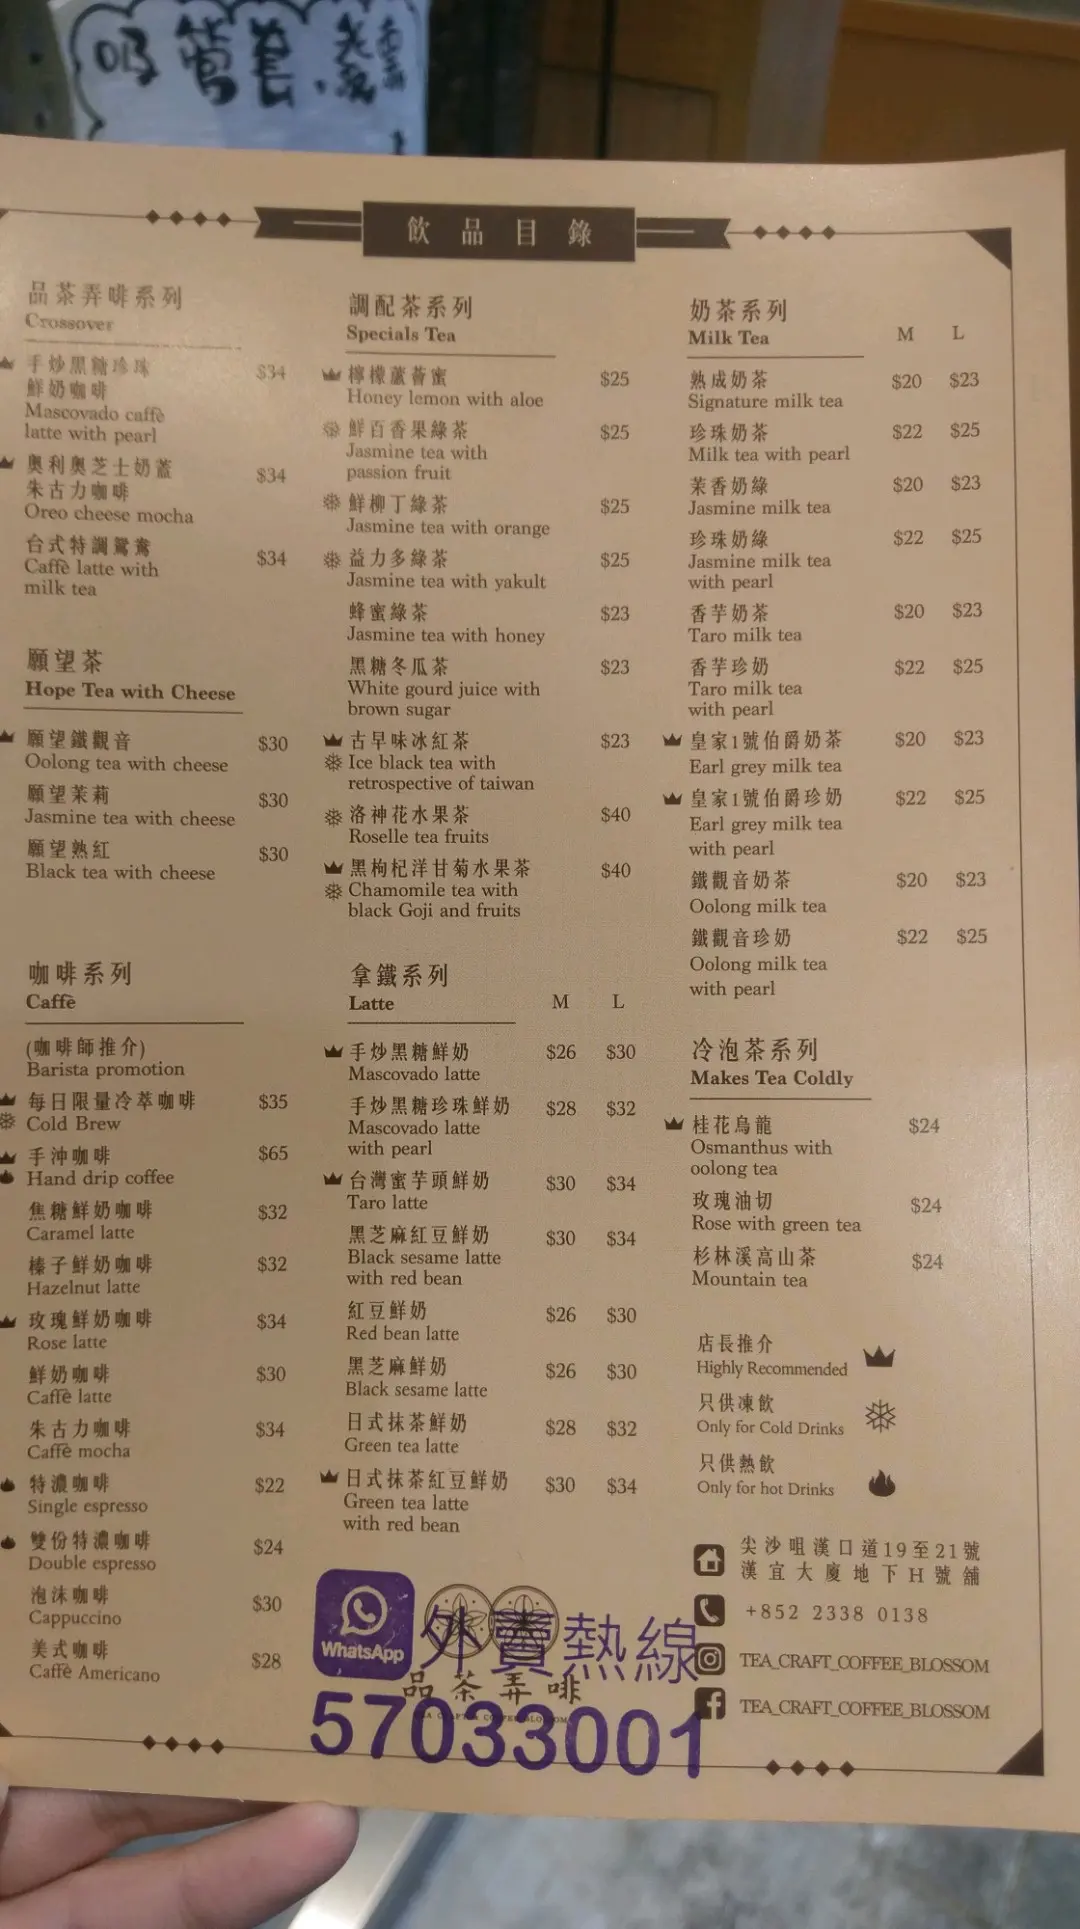 吸管
飲品目錄
品茶弄啡系列
Crossover
手炒黑糖珍珠 $34
鮮奶咖啡
Mascovado caffè
latte with pearl
奧利奧芝士奶蓋 $34
朱古力咖啡
Oreo cheese mocha
台式特調鴛鴦 $34
Caffè latte with
milk tea
願望茶
Hope Tea with Cheese
願望鐵觀音 $30
Oolong tea with cheese
願望茉莉 $30
Jasmine tea with cheese
願望熟紅 $30
Black tea with cheese
咖啡系列
Caffè
(咖啡師推介)
Barista promotion
每日限量冷萃咖啡 $35
Cold Brew
手沖咖啡 $65
Hand drip coffee
焦糖鮮奶咖啡 $32
Caramel latte
榛子鮮奶咖啡 $32
Hazelnut latte
玫瑰鮮奶咖啡 $34
Rose latte
鮮奶咖啡 $30
Caffè latte
朱古力咖啡 $34
Caffè mocha
特濃咖啡 $22
Single espresso
雙份特濃咖啡 $24
Double espresso
泡沫咖啡 $30
Cappuccino
美式咖啡 $28
Caffè Americano
調配茶系列
Specials Tea
檸檬蘆薈蜜 $25
Honey lemon with aloe
鮮百香果綠茶 $25
Jasmine tea with
passion fruit
鮮柳丁綠茶 $25
Jasmine tea with orange
益力多綠茶 $25
Jasmine tea with yakult
蜂蜜綠茶 $23
Jasmine tea with honey
黑糖冬瓜茶 $23
White gourd juice with
brown sugar
古早味冰紅茶 $23
Ice black tea with
retrospective of taiwan
洛神花水果茶 $40
Roselle tea fruits
黑枸杞洋甘菊水果茶 $40
Chamomile tea with
black Goji and fruits
拿鐵系列
Latte M L
手炒黑糖鮮奶 $26 $30
Mascovado latte
手炒黑糖珍珠鮮奶 $28 $32
Mascovado latte
with pearl
台灣蜜芋頭鮮奶 $30 $34
Taro latte
黑芝麻紅豆鮮奶 $30 $34
Black sesame latte
with red bean
紅豆鮮奶 $26 $30
Red bean latte
黑芝麻鮮奶 $26 $30
Black sesame latte
日式抹茶鮮奶 $28 $32
Green tea latte
日式抹茶紅豆鮮奶 $30 $34
Green tea latte
with red bean
奶茶系列
Milk Tea M L
熟成奶茶 $20 $23
Signature milk tea
珍珠奶茶 $22 $25
Milk tea with pearl
茉香奶綠 $20 $23
Jasmine milk tea
珍珠奶綠 $22 $25
Jasmine milk tea
with pearl
香芋奶茶 $20 $23
Taro milk tea
香芋珍奶 $22 $25
Taro milk tea
with pearl
皇家1號伯爵奶茶 $20 $23
Earl grey milk tea
皇家1號伯爵珍奶 $22 $25
Earl grey milk tea
with pearl
鐵觀音奶茶 $20 $23
Oolong milk tea
鐵觀音珍奶 $22 $25
Oolong milk tea
with pearl
冷泡茶系列
Makes Tea Coldly
桂花烏龍 $24
Osmanthus with
oolong tea
玫瑰油切 $24
Rose with green tea
杉林溪高山茶 $24
Mountain tea
店長推介
Highly Recommended
只供凍飲
Only for Cold Drinks
只供熱飲
Only for hot Drinks
尖沙咀漢口道19至21號
漢宜大廈地下H號舖
+852 2338 0138
TEA_CRAFT_COFFEE_BLOSSOM
TEA_CRAFT_COFFEE_BLOSSOM
WhatsApp
外賣熱線
品茶弄啡
TEA CRAFT COFFEE BLOSSOM
57033001